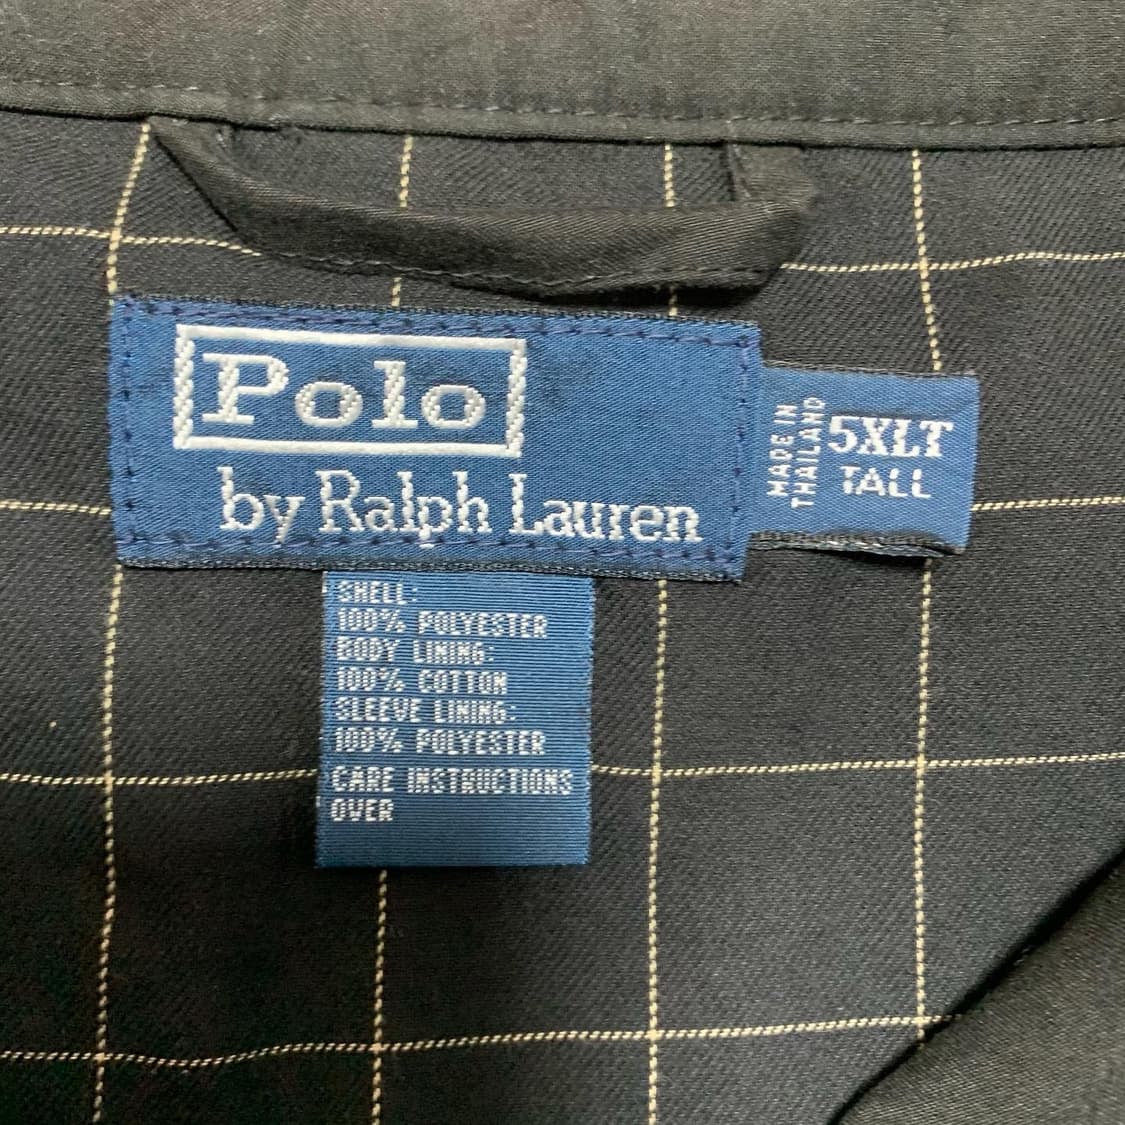 Polo
by Ralph Lauren
MADE IN
THAILAND
5XLT
TALL
SHELL:
100% POLYESTER
BODY LINING:
100% COTTON
SLEEVE LINING:
100% POLYESTER
CARE INSTRUCTIONS
OVER